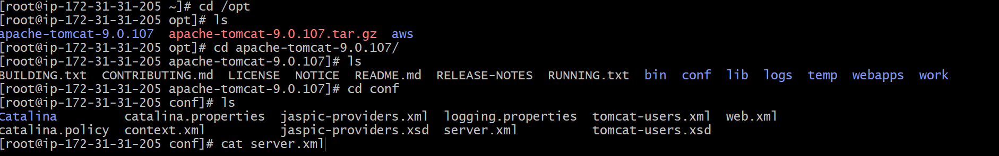 [root@ip-172-31-31-205 ~]# cd /opt
[root@ip-172-31-31-205 opt]# ls
apache-tomcat-9.0.107  apache-tomcat-9.0.107.tar.gz  aws
[root@ip-172-31-31-205 opt]# cd apache-tomcat-9.0.107/
[root@ip-172-31-31-205 apache-tomcat-9.0.107]# ls
BUILDING.txt  CONTRIBUTING.md  LICENSE  NOTICE  README.md  RELEASE-NOTES  RUNNING.txt  bin  conf  lib  logs  temp  webapps  work
[root@ip-172-31-31-205 apache-tomcat-9.0.107]# cd conf
[root@ip-172-31-31-205 conf]# ls
Catalina         catalina.properties  jaspic-providers.xml  logging.properties  tomcat-users.xml  web.xml
catalina.policy  context.xml          jaspic-providers.xsd  server.xml          tomcat-users.xsd
[root@ip-172-31-31-205 conf]# cat server.xml